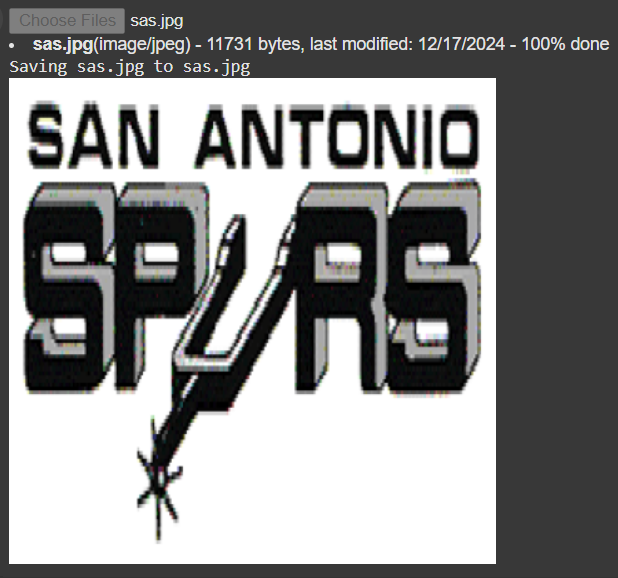 Choose Files sas.jpg
• sas.jpg(image/jpeg) - 11731 bytes, last modified: 12/17/2024 - 100% done
Saving sas.jpg to sas.jpg
SAN ANTONIO
SPURS